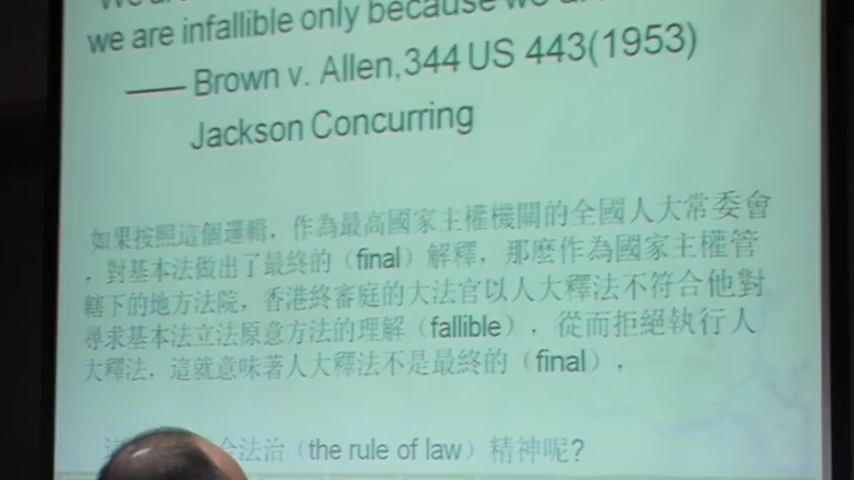 we are infallible only because we
—— Brown v. Allen,344 US 443(1953)
Jackson Concurring
如果按照這個邏輯，作為最高國家主權機關的全國人大常委會
，對基本法做出了最終的（final）解釋，那麼作為國家主權管
轄下的地方法院，香港終審庭的大法官以人大釋法不符合他對
尋求基本法立法原意方法的理解（fallible），從而拒絕執行人
大釋法，這就意味著人大釋法不是最終的（final），
法治（the rule of law）精神呢?